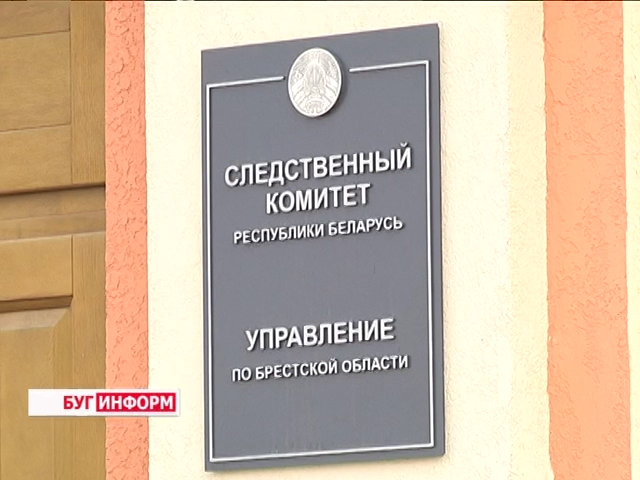 СЛЕДСТВЕННЫЙ
КОМИТЕТ
РЕСПУБЛИКИ БЕЛАРУСЬ
УПРАВЛЕНИЕ
ПО БРЕСТСКОЙ ОБЛАСТИ
БУГИНФОРМ